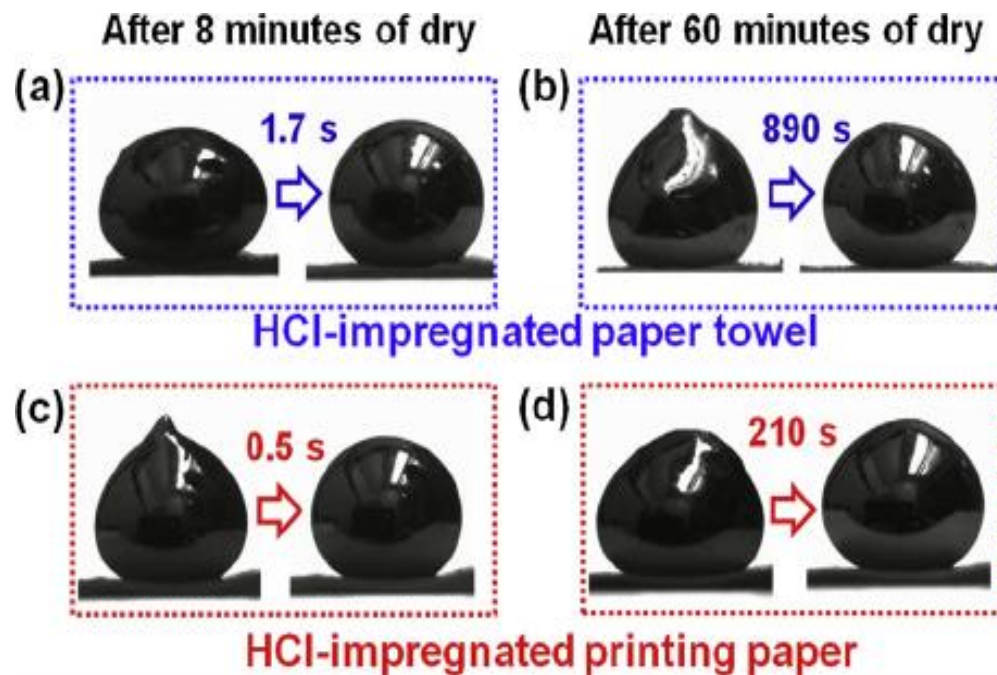 After 8 minutes of dry
After 60 minutes of dry
(a)
1.7 s
(b)
890 s
HCl-impregnated paper towel
(c)
0.5 s
(d)
210 s
HCl-impregnated printing paper